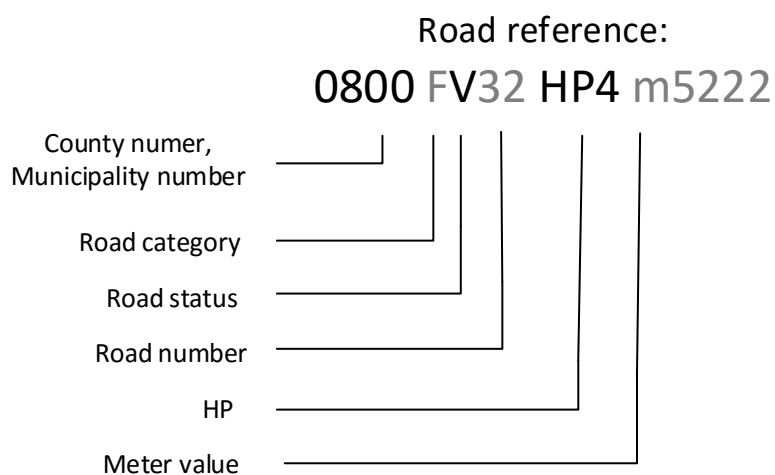 Road reference:
0800 FV32 HP4 m5222
County numer,
Municipality number
Road category
Road status
Road number
HP
Meter value